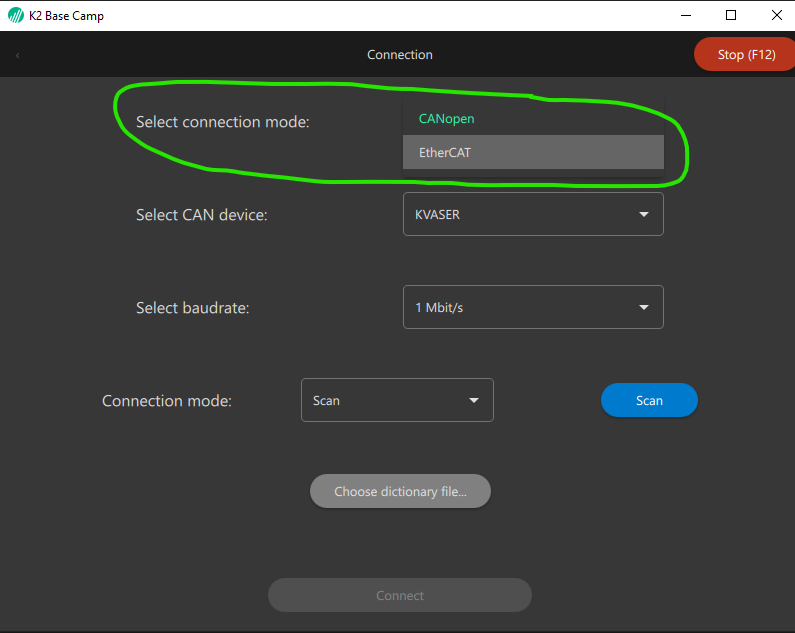 K2 Base Camp
Connection
Stop (F12)
Select connection mode:
CANopen
EtherCAT
Select CAN device:
KVASER
Select baudrate:
1 Mbit/s
Connection mode:
Scan
Scan
Choose dictionary file...
Connect